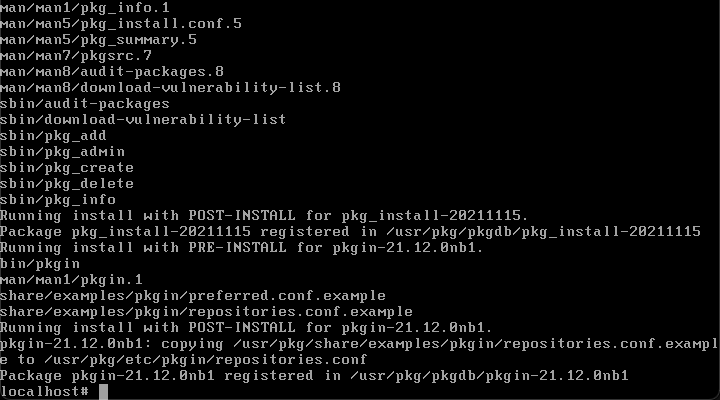 man/man1/pkg_info.1
man/man5/pkg_install.conf.5
man/man5/pkg_summary.5
man/man7/pkgsrc.7
man/man8/audit-packages.8
man/man8/download-vulnerability-list.8
sbin/audit-packages
sbin/download-vulnerability-list
sbin/pkg_add
sbin/pkg_admin
sbin/pkg_create
sbin/pkg_delete
sbin/pkg_info
Running install with POST-INSTALL for pkg_install-20211115.
Package pkg_install-20211115 registered in /usr/pkg/pkgdb/pkg_install-20211115
Running install with PRE-INSTALL for pkgin-21.12.0nb1.
bin/pkgin
man/man1/pkgin.1
share/examples/pkgin/preferred.conf.example
share/examples/pkgin/repositories.conf.example
Running install with POST-INSTALL for pkgin-21.12.0nb1.
pkgin-21.12.0nb1: copying /usr/pkg/share/examples/pkgin/repositories.conf.exampl
e to /usr/pkg/etc/pkgin/repositories.conf
Package pkgin-21.12.0nb1 registered in /usr/pkg/pkgdb/pkgin-21.12.0nb1
localhost#